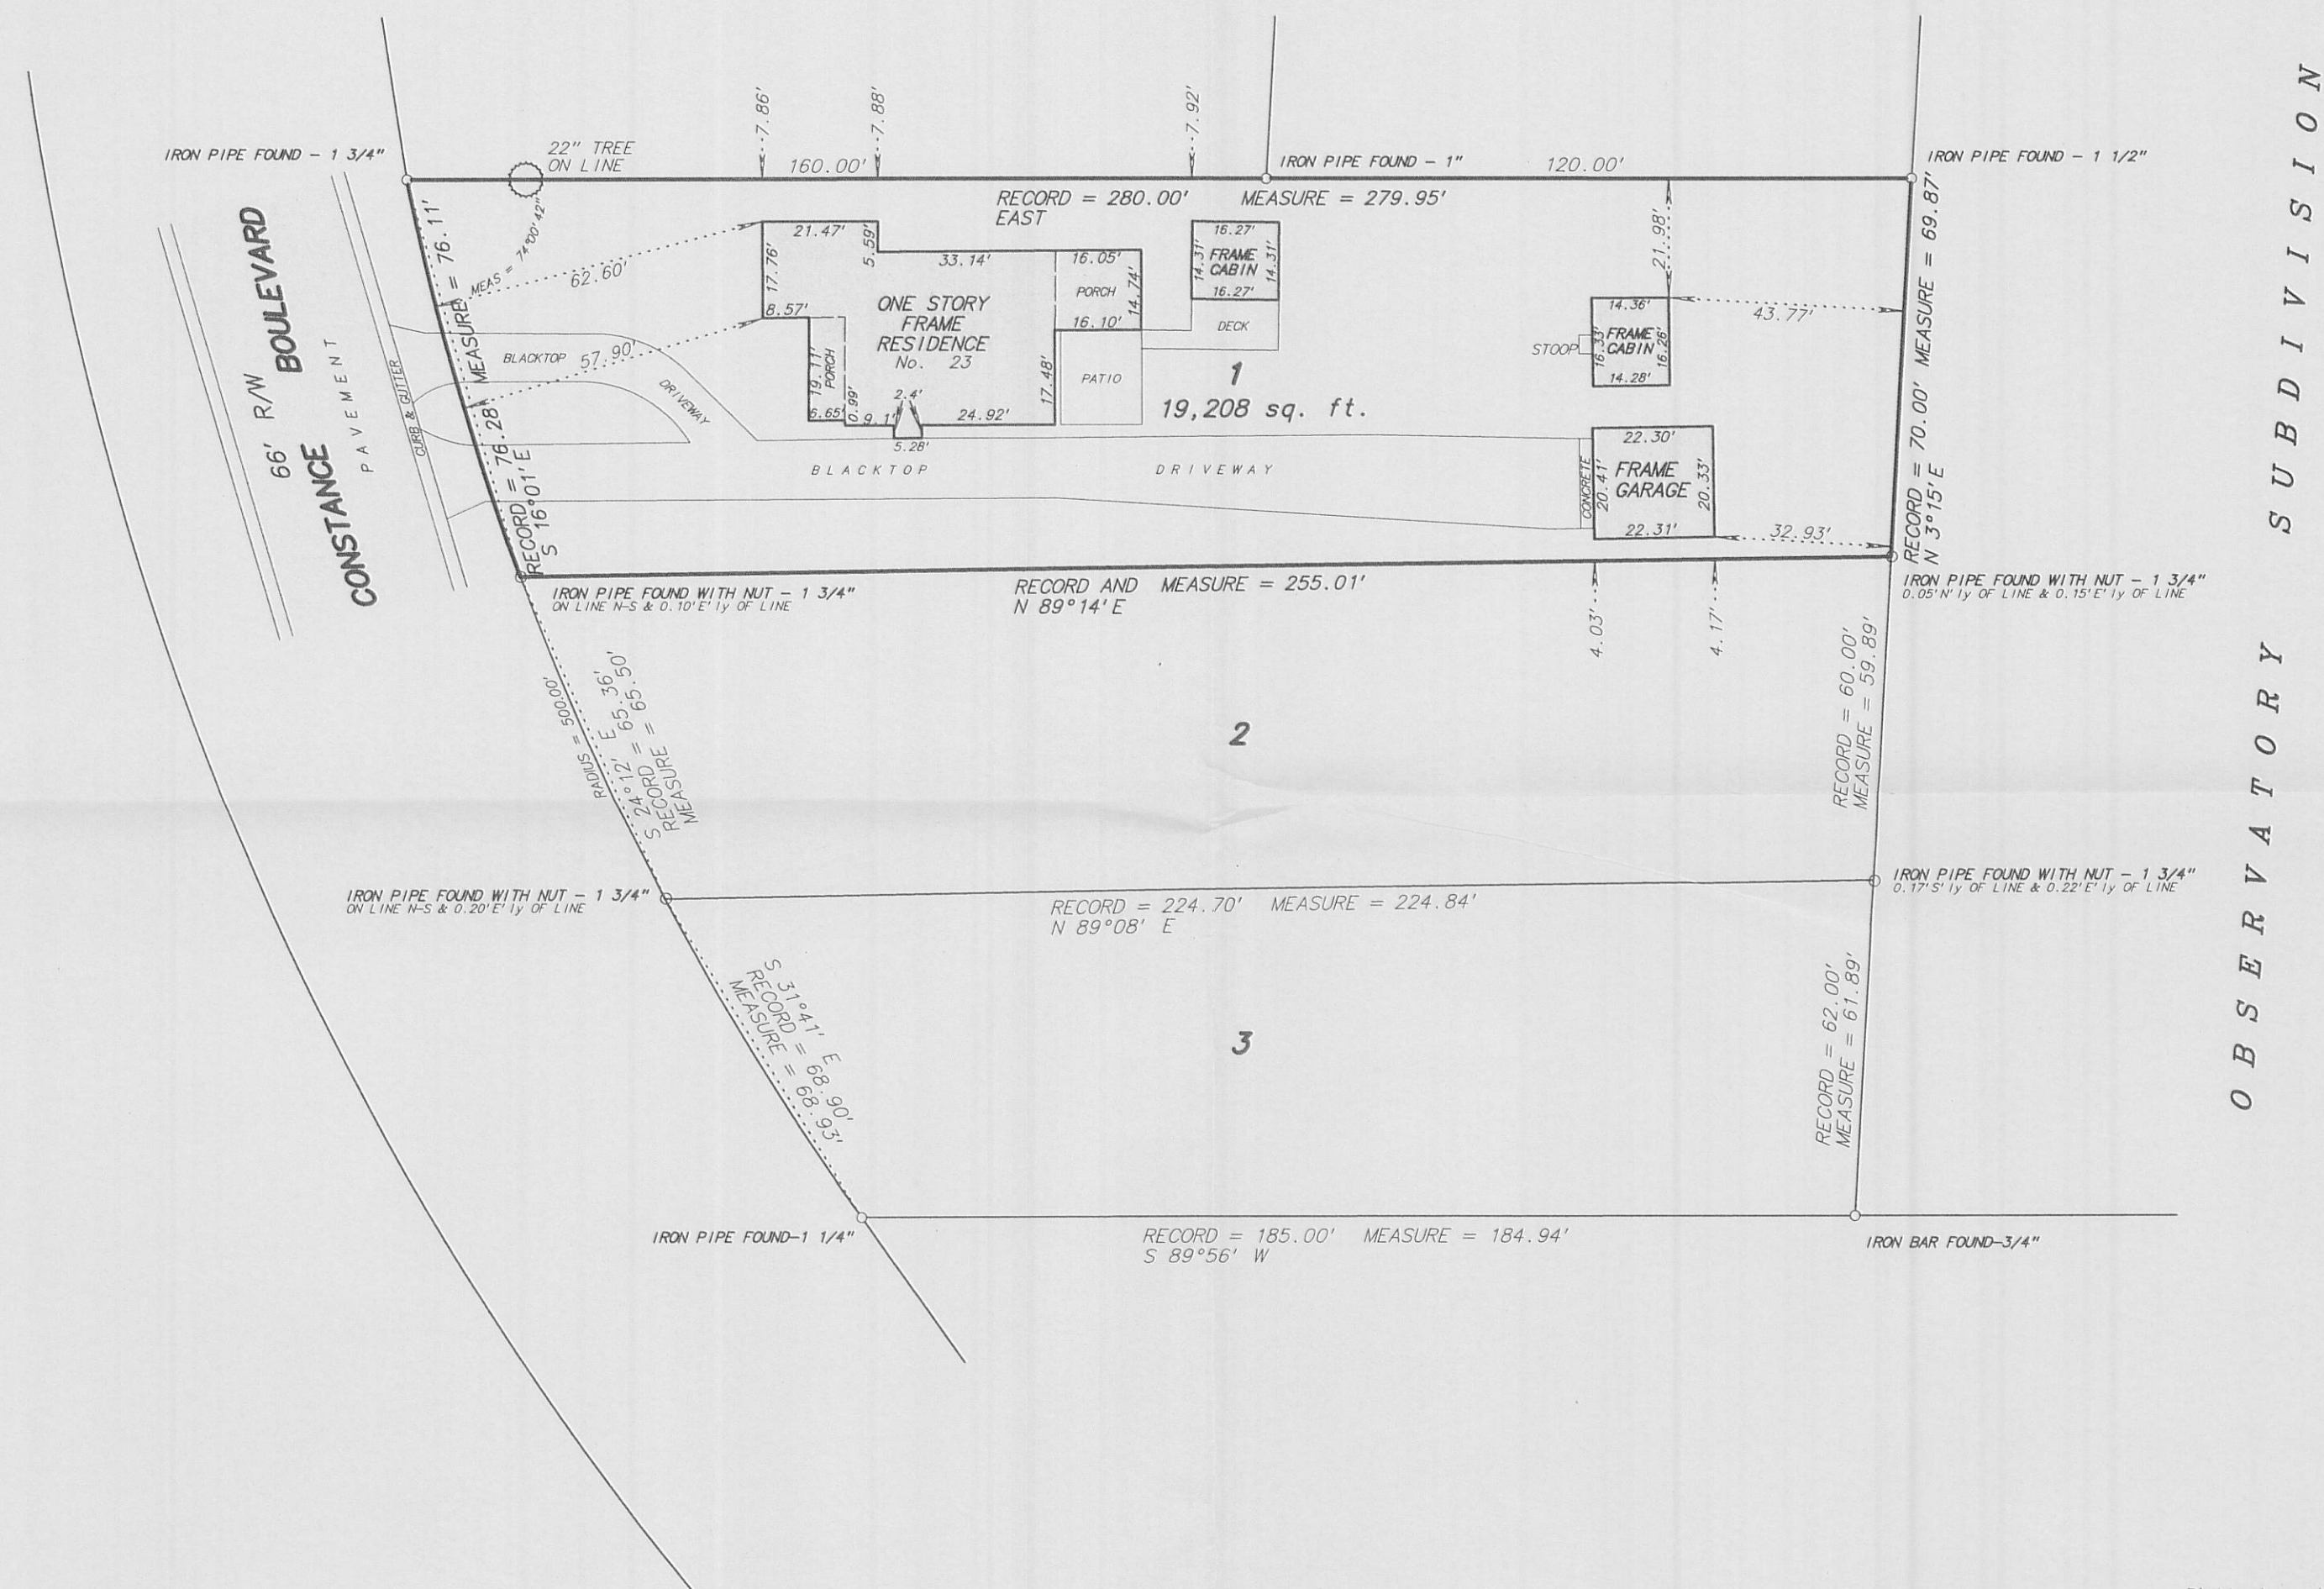 IRON PIPE FOUND - 1 3/4"
22" TREE
ON LINE
7.86'
160.00'
7.88'
7.92'
IRON PIPE FOUND - 1"
120.00'
IRON PIPE FOUND - 1 1/2"
RECORD = 280.00' MEASURE = 279.95'
EAST
66' R/W
CONSTANCE BOULEVARD
PAVEMENT
CURB & GUTTER
MEASURE = 76.11'
MEAS = 74°00'42"
RECORD = 76.28' MEASURE =
S 16°01'E
62.60'
57.90'
BLACKTOP
DRIVEWAY
21.47'
17.76'
5.59'
33.14'
16.05'
PORCH
14.74'
16.10'
8.57'
ONE STORY
FRAME
RESIDENCE
No. 23
19.11'
PORCH
6.65'
0.99'
9.1'
2.4'
5.28'
24.92'
17.48'
PATIO
16.27'
14.31'
FRAME
CABIN
14.31'
16.27'
DECK
1
19,208 sq. ft.
21.98'
14.36'
16.33'
FRAME
CABIN
16.26'
14.28'
STOOP
43.77'
BLACKTOP DRIVEWAY
CONCRETE
22.30'
20.41'
FRAME
GARAGE
20.33'
22.31'
32.93'
RECORD = 70.00' MEASURE = 69.87'
N 3°15'E
IRON PIPE FOUND WITH NUT - 1 3/4"
ON LINE N-S & 0.10'E'ly OF LINE
RECORD AND MEASURE = 255.01'
N 89°14'E
4.03'
4.17'
IRON PIPE FOUND WITH NUT - 1 3/4"
0.05'N'ly OF LINE & 0.15'E'ly OF LINE
RADIUS = 500.00'
S 24°12' E
RECORD = 65.36'
MEASURE = 65.50'
2
RECORD = 60.00'
MEASURE = 59.89'
IRON PIPE FOUND WITH NUT - 1 3/4"
ON LINE N-S & 0.20'E'ly OF LINE
RECORD = 224.70' MEASURE = 224.84'
N 89°08' E
IRON PIPE FOUND WITH NUT - 1 3/4"
0.17'S'ly OF LINE & 0.22'E'ly OF LINE
S 31°41' E
RECORD = 68.90'
MEASURE = 68.93'
3
RECORD = 62.00'
MEASURE = 61.89'
IRON PIPE FOUND-1 1/4"
RECORD = 185.00' MEASURE = 184.94'
S 89°56' W
IRON BAR FOUND-3/4"
OBSERVATORY SUBDIVISION